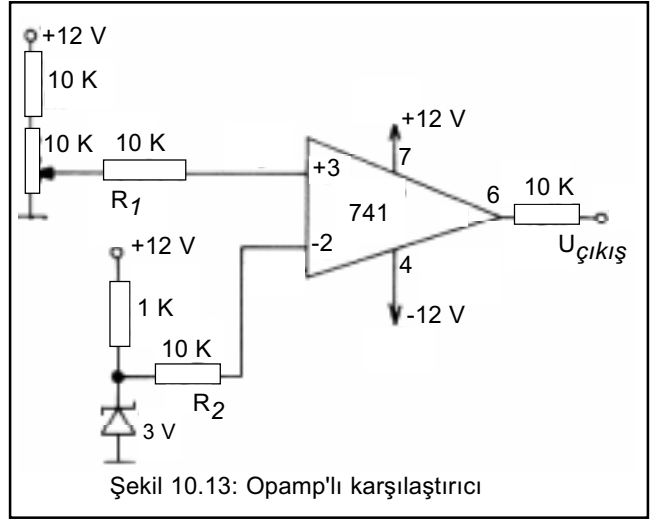 +12 V
10 K
10 K
10 K
R1
+12 V
1 K
10 K
R2
3 V
+3
-2
741
+12 V
7
6
10 K
Uçıkış
4
-12 V
Şekil 10.13: Opamp'lı karşılaştırıcı